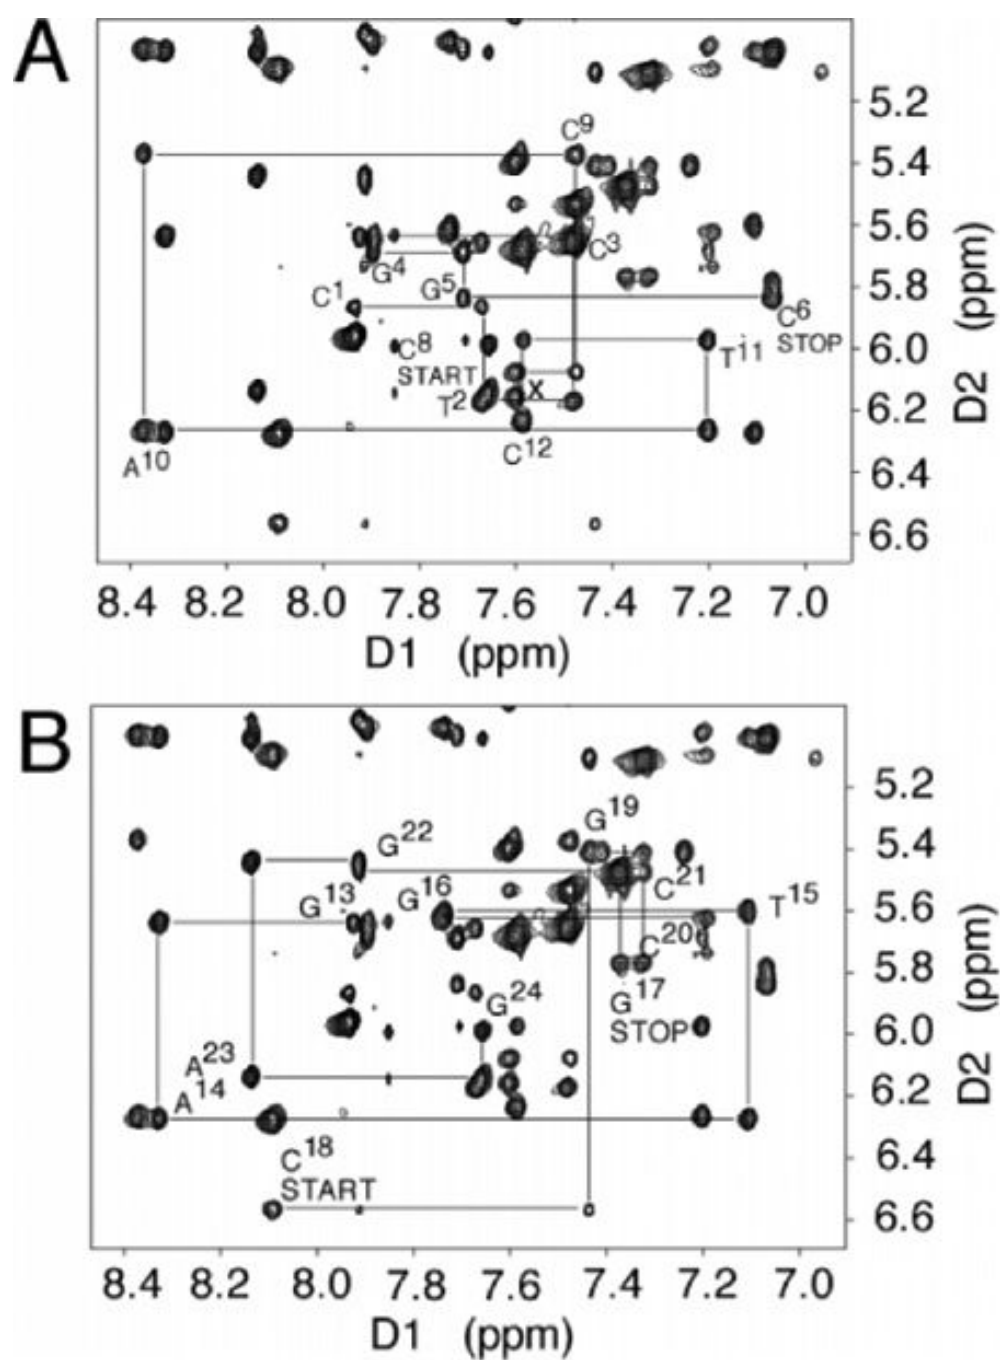 A
C9
5.2
5.4
5.6
5.8
6.0
6.2
6.4
6.6
D2 (ppm)
C3
G4
G5
C1
C6
STOP
C8
START
T11
T2
X
C12
A10
8.4 8.2 8.0 7.8 7.6 7.4 7.2 7.0
D1 (ppm)
B
G19
5.2
5.4
5.6
5.8
6.0
6.2
6.4
6.6
D2 (ppm)
G22
C21
G13
G16
T15
C20
G24
G17
STOP
A23
A14
C18
START
8.4 8.2 8.0 7.8 7.6 7.4 7.2 7.0
D1 (ppm)